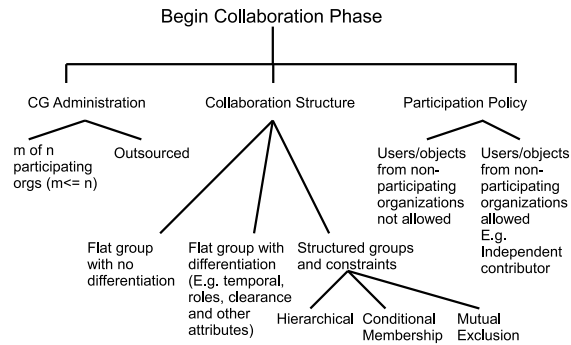 Begin Collaboration Phase
CG Administration
Collaboration Structure
Participation Policy
m of n
participating
orgs (m<= n)
Outsourced
Users/objects
from non-
participating
organizations
not allowed
Users/objects
from non-
participating
organizations
allowed
E.g.
Independent
contributor
Flat group
with no
differentiation
Flat group with
differentiation
(E.g. temporal,
roles, clearance
and other
attributes)
Structured groups
and constraints
Hierarchical
Conditional
Membership
Mutual
Exclusion